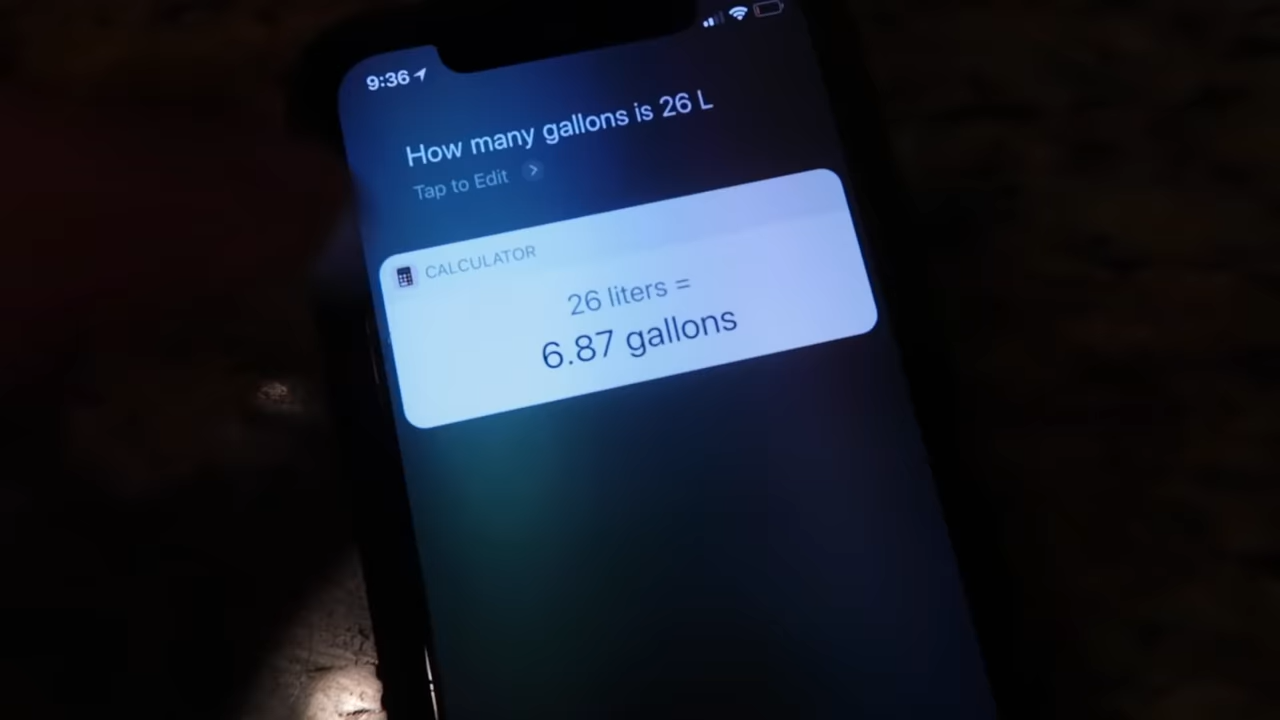 9:36
How many gallons is 26 L
Tap to Edit
CALCULATOR
26 liters =
6.87 gallons